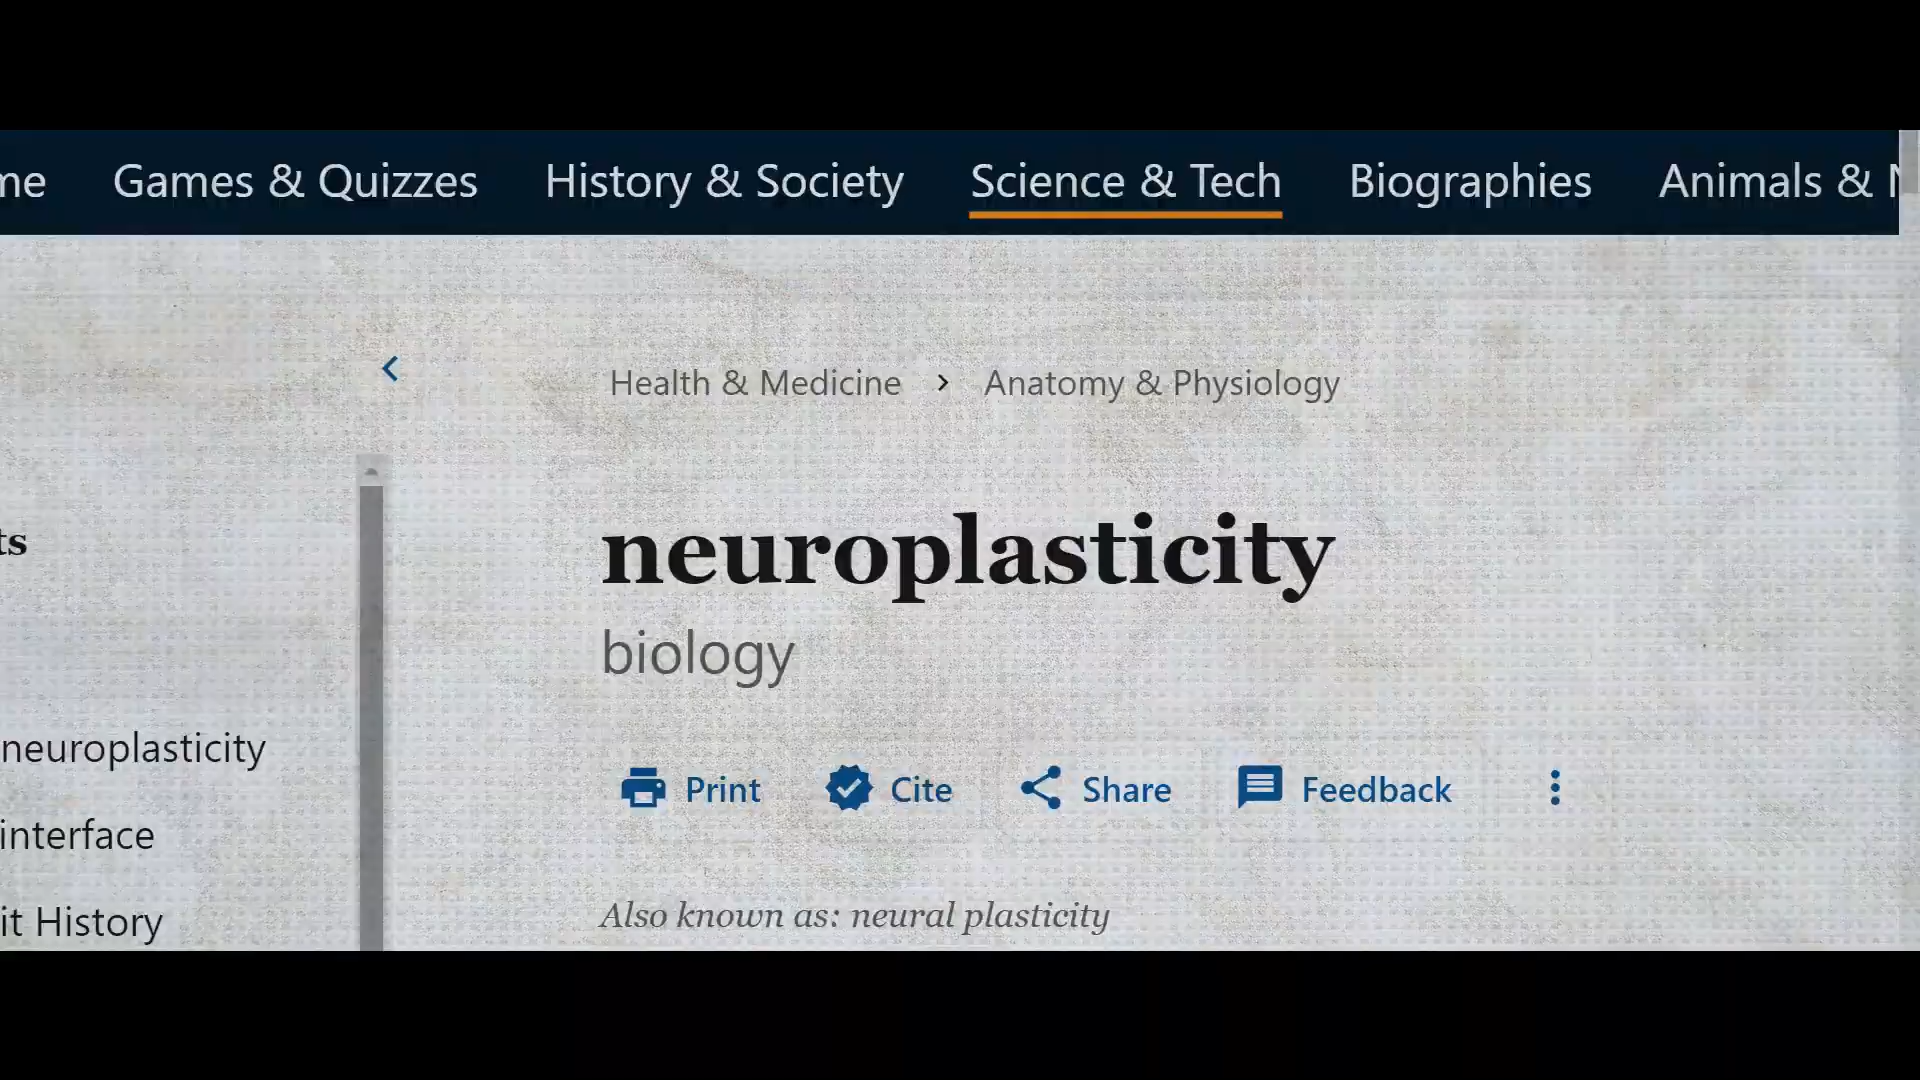 me Games & Quizzes History & Society Science & Tech Biographies Animals &
Health & Medicine > Anatomy & Physiology
ts
neuroplasticity
biology
neuroplasticity
Print Cite Share Feedback
interface
it History
Also known as: neural plasticity